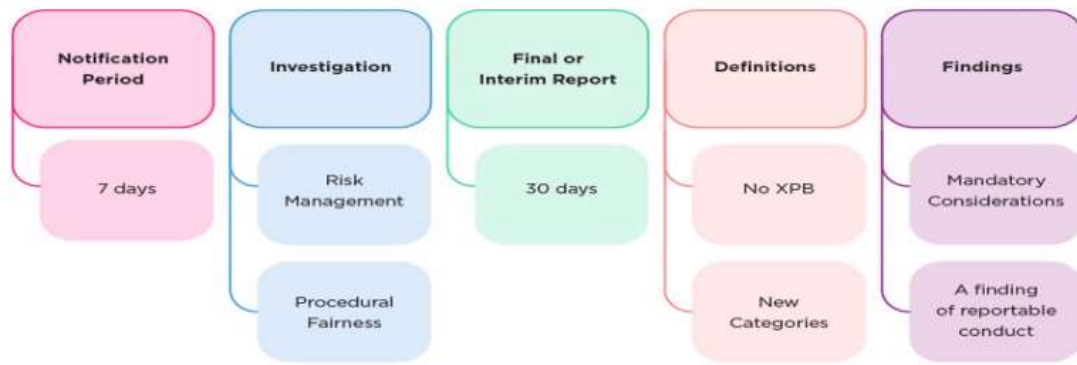 Notification
Period
Investigation
Final or
Interim Report
Definitions
Findings
7 days
Risk
Management
30 days
No XPB
Mandatory
Considerations
Procedural
Fairness
New
Categories
A finding
of reportable
conduct